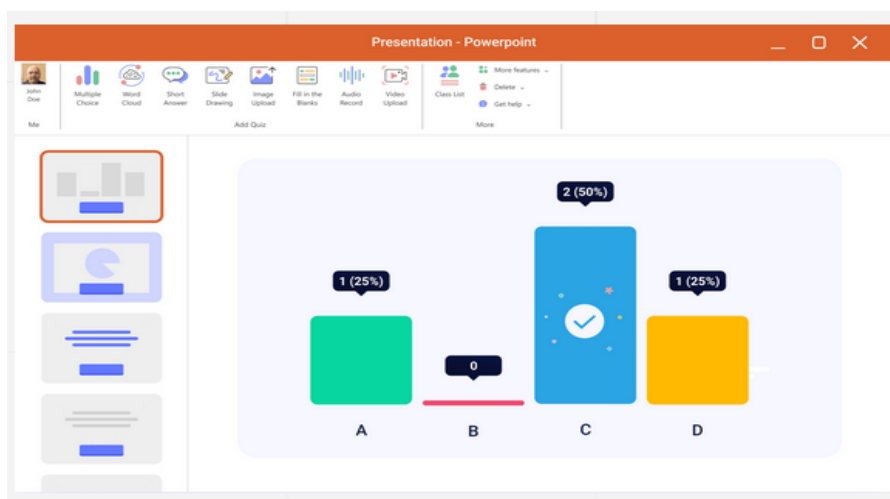 Presentation - Powerpoint
John Doe
Multiple Choice
Word Cloud
Short Answer
Slide Drawing
Image Upload
Fill in the Blanks
Audio Record
Video Upload
Class List
More features
Delete
Get help
Me
Add Quiz
More
2 (50%)
1 (25%)
1 (25%)
0
A
B
C
D